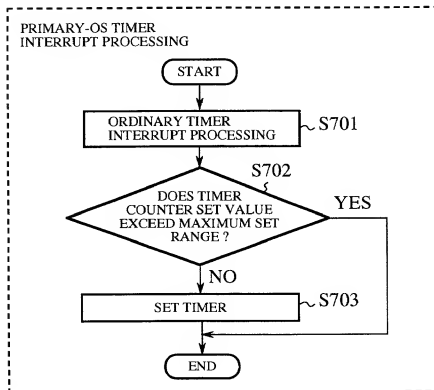 PRIMARY-OS TIMER
INTERRUPT PROCESSING
START
ORDINARY TIMER
INTERRUPT PROCESSING
S701
S702
DOES TIMER
COUNTER SET VALUE
EXCEED MAXIMUM SET
RANGE ?
YES
NO
SET TIMER
S703
END